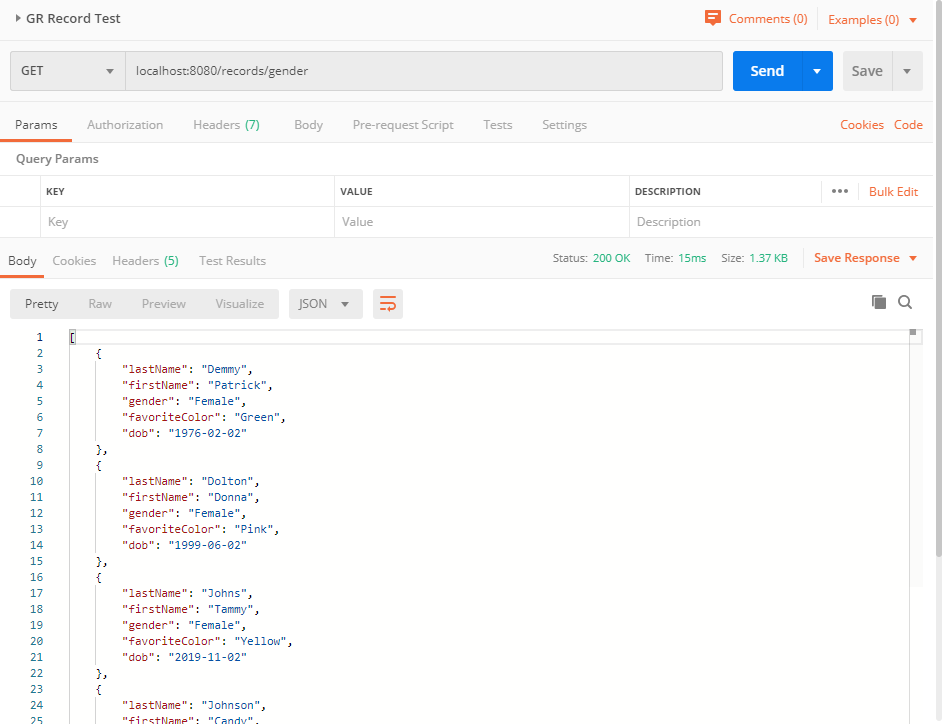 GR Record Test Comments (0) Examples (0)
GET localhost:8080/records/gender Send Save
Params Authorization Headers (7) Body Pre-request Script Tests Settings Cookies Code
Query Params
KEY VALUE DESCRIPTION ••• Bulk Edit
Key Value Description
Body Cookies Headers (5) Test Results Status: 200 OK Time: 15ms Size: 1.37 KB Save Response
Pretty Raw Preview Visualize JSON
1 [
2 {
3 "lastName": "Demmy",
4 "firstName": "Patrick",
5 "gender": "Female",
6 "favoriteColor": "Green",
7 "dob": "1976-02-02"
8 },
9 {
10 "lastName": "Dolton",
11 "firstName": "Donna",
12 "gender": "Female",
13 "favoriteColor": "Pink",
14 "dob": "1999-06-02"
15 },
16 {
17 "lastName": "Johns",
18 "firstName": "Tammy",
19 "gender": "Female",
20 "favoriteColor": "Yellow",
21 "dob": "2019-11-02"
22 },
23 {
24 "lastName": "Johnson",
25 "firstName": "Candy",